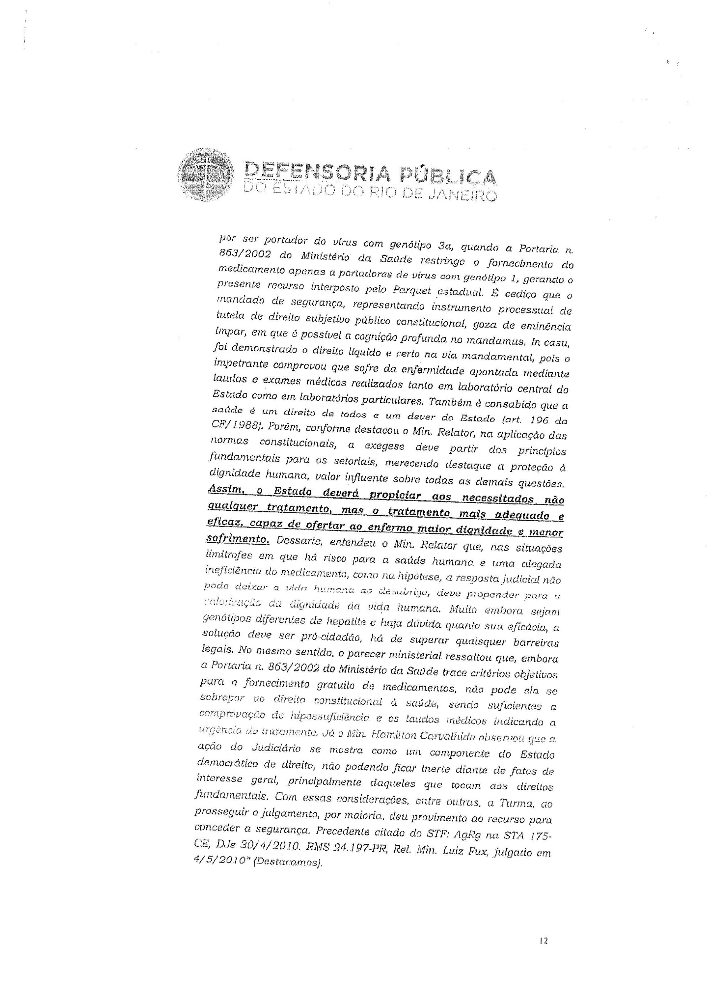 DEFENSORIA PÚBLICA
DO ESTADO DO RIO DE JANEIRO
por ser portador do vírus com genótipo 3a, quando a Portaria n.
863/2002 do Ministério da Saúde restringe o fornecimento do
medicamento apenas a portadores de vírus com genótipo 1, gerando o
presente recurso interposto pelo Parquet estadual. É cediço que o
mandado de segurança, representando instrumento processual de
tutela de direito subjetivo público constitucional, goza de eminência
ímpar, em que é possível a cognição profunda no mandamus. In casu,
foi demonstrado o direito líquido e certo na via mandamental, pois o
impetrante comprovou que sofre da enfermidade apontada mediante
laudos e exames médicos realizados tanto em laboratório central do
Estado como em laboratórios particulares. Também é consabido que a
saúde é um direito de todos e um dever do Estado (art. 196 da
CF/1988). Porém, conforme destacou o Min. Relator, na aplicação das
normas constitucionais, a exegese deve partir dos princípios
fundamentais para os setoriais, merecendo destaque a proteção à
dignidade humana, valor influente sobre todas as demais questões.
Assim, o Estado deverá propiciar aos necessitados não
qualquer tratamento, mas o tratamento mais adequado e
eficaz, capaz de ofertar ao enfermo maior dignidade e menor
sofrimento. Dessarte, entendeu o Min. Relator que, nas situações
limítrofes em que há risco para a saúde humana e uma alegada
ineficiência do medicamento, como na hipótese, a resposta judicial não
pode deixar a vida humana ao desabrigo, deve propender para a
valorização da dignidade da vida humana. Muito embora sejam
genótipos diferentes de hepatite e haja dúvida quanto sua eficácia, a
solução deve ser pró-cidadão, há de superar quaisquer barreiras
legais. No mesmo sentido, o parecer ministerial ressaltou que, embora
a Portaria n. 863/2002 do Ministério da Saúde trace critérios objetivos
para o fornecimento gratuito de medicamentos, não pode ela se
sobrepor ao direito constitucional à saúde, sendo suficientes a
comprovação de hipossuficiência e os laudos médicos indicando a
urgência do tratamento. Já o Min. Hamilton Carvalhido observou que a
ação do Judiciário se mostra como um componente do Estado
democrático de direito, não podendo ficar inerte diante de fatos de
interesse geral, principalmente daqueles que tocam aos direitos
fundamentais. Com essas considerações, entre outras, a Turma, ao
prosseguir o julgamento, por maioria, deu provimento ao recurso para
conceder a segurança. Precedente citado do STF: AgRg na STA 175-
CE, DJe 30/4/2010. RMS 24.197-PR, Rel. Min. Luiz Fux, julgado em
4/5/2010" (Destacamos).
12